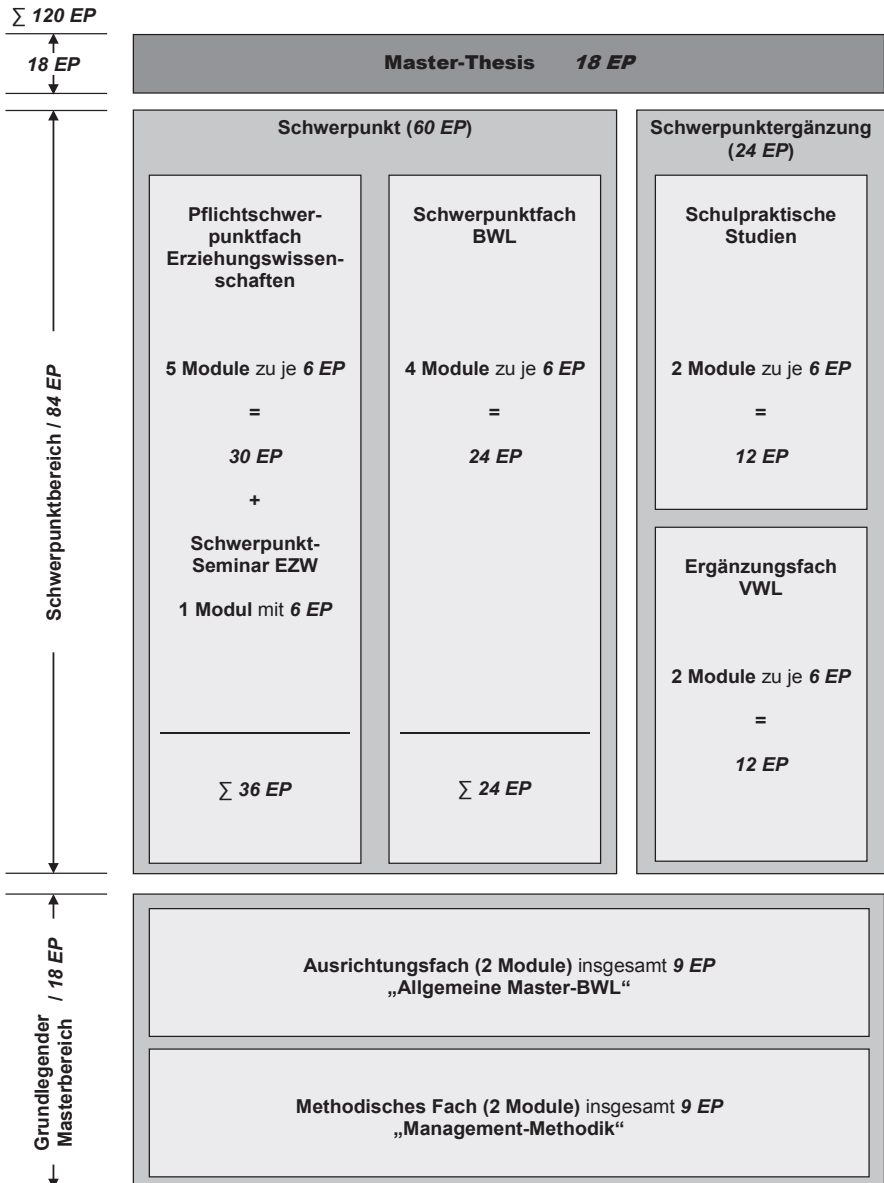 ∑ 120 EP
18 EP
Master-Thesis 18 EP
Schwerpunktbereich / 84 EP
Schwerpunkt (60 EP)
Pflichtschwer-
punktfach
Erziehungswissen-
schaften
5 Module zu je 6 EP
=
30 EP
+
Schwerpunkt-
Seminar EZW
1 Modul mit 6 EP
∑ 36 EP
Schwerpunktfach
BWL
4 Module zu je 6 EP
=
24 EP
∑ 24 EP
Schwerpunktergänzung
(24 EP)
Schulpraktische
Studien
2 Module zu je 6 EP
=
12 EP
Ergänzungsfach
VWL
2 Module zu je 6 EP
=
12 EP
Grundlegender
Masterbereich / 18 EP
Ausrichtungsfach (2 Module) insgesamt 9 EP
„Allgemeine Master-BWL“
Methodisches Fach (2 Module) insgesamt 9 EP
„Management-Methodik“